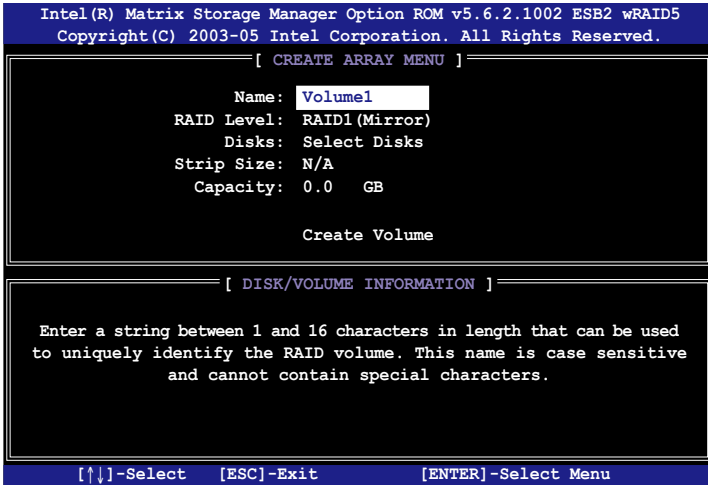 Intel(R) Matrix Storage Manager Option ROM v5.6.2.1002 ESB2 wRAID5
Copyright(C) 2003-05 Intel Corporation. All Rights Reserved.
[ CREATE ARRAY MENU ]
Name: Volume1
RAID Level: RAID1(Mirror)
Disks: Select Disks
Strip Size: N/A
Capacity: 0.0 GB
Create Volume
[ DISK/VOLUME INFORMATION ]
Enter a string between 1 and 16 characters in length that can be used
to uniquely identify the RAID volume. This name is case sensitive
and cannot contain special characters.
[↑↓]-Select [ESC]-Exit [ENTER]-Select Menu